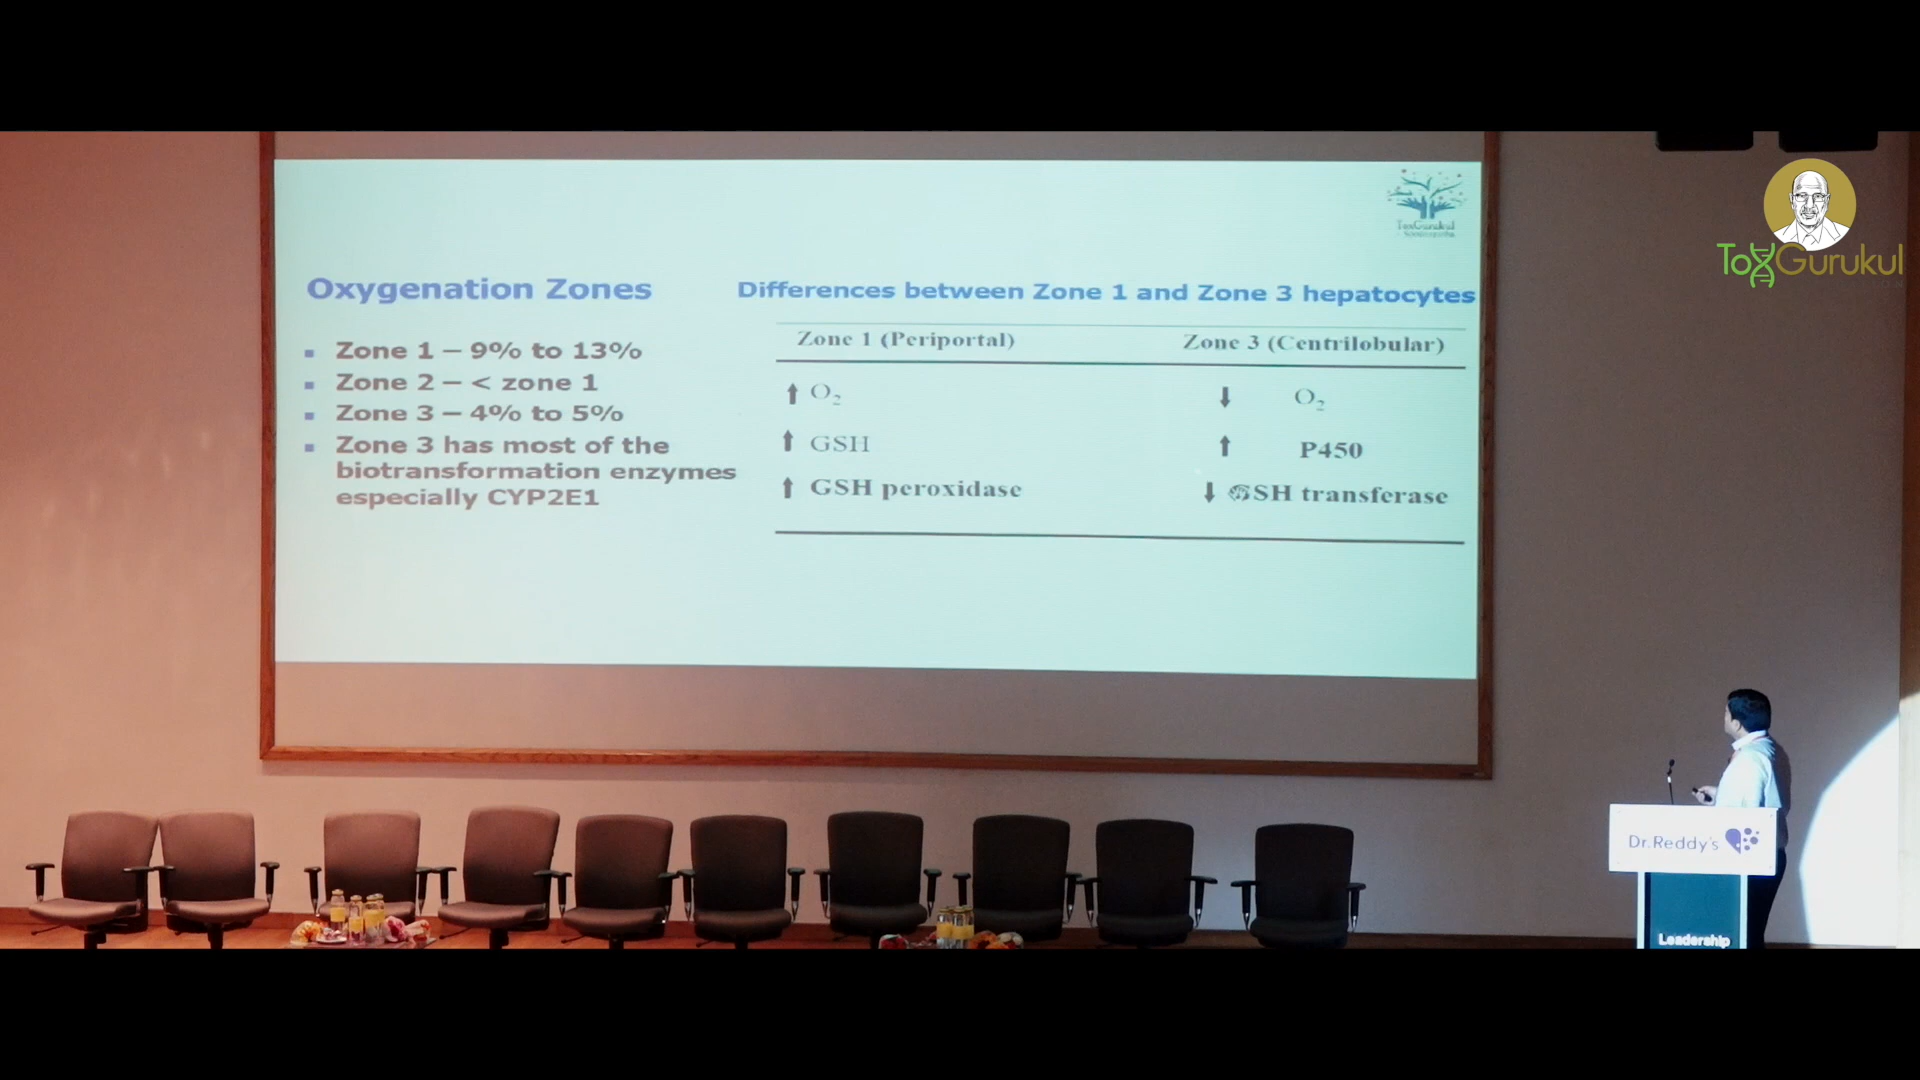 ToxGurukul
ToxGurukul
Oxygenation Zones
Zone 1 – 9% to 13%
Zone 2 – < zone 1
Zone 3 – 4% to 5%
Zone 3 has most of the
biotransformation enzymes
especially CYP2E1
Differences between Zone 1 and Zone 3 hepatocytes
Zone 1 (Periportal) Zone 3 (Centrilobular)
↑ O₂ ↓ O₂
↑ GSH ↑ P450
↑ GSH peroxidase ↓ GSH transferase
Dr.Reddy's
Leadership